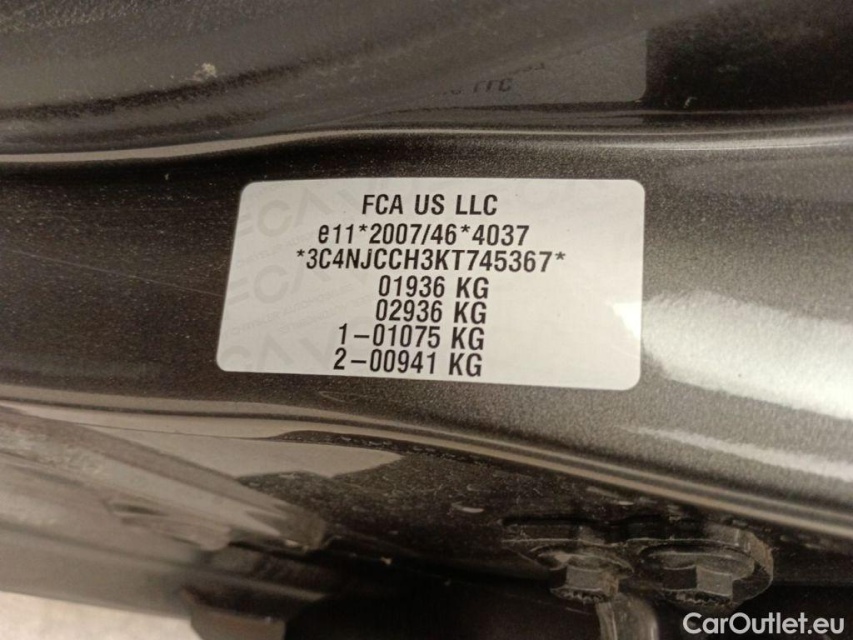 FCA US LLC
e11*2007/46*4037
*3C4NJCCH3KT745367*
01936 KG
02936 KG
1-01075 KG
2-00941 KG
CarOutlet.eu